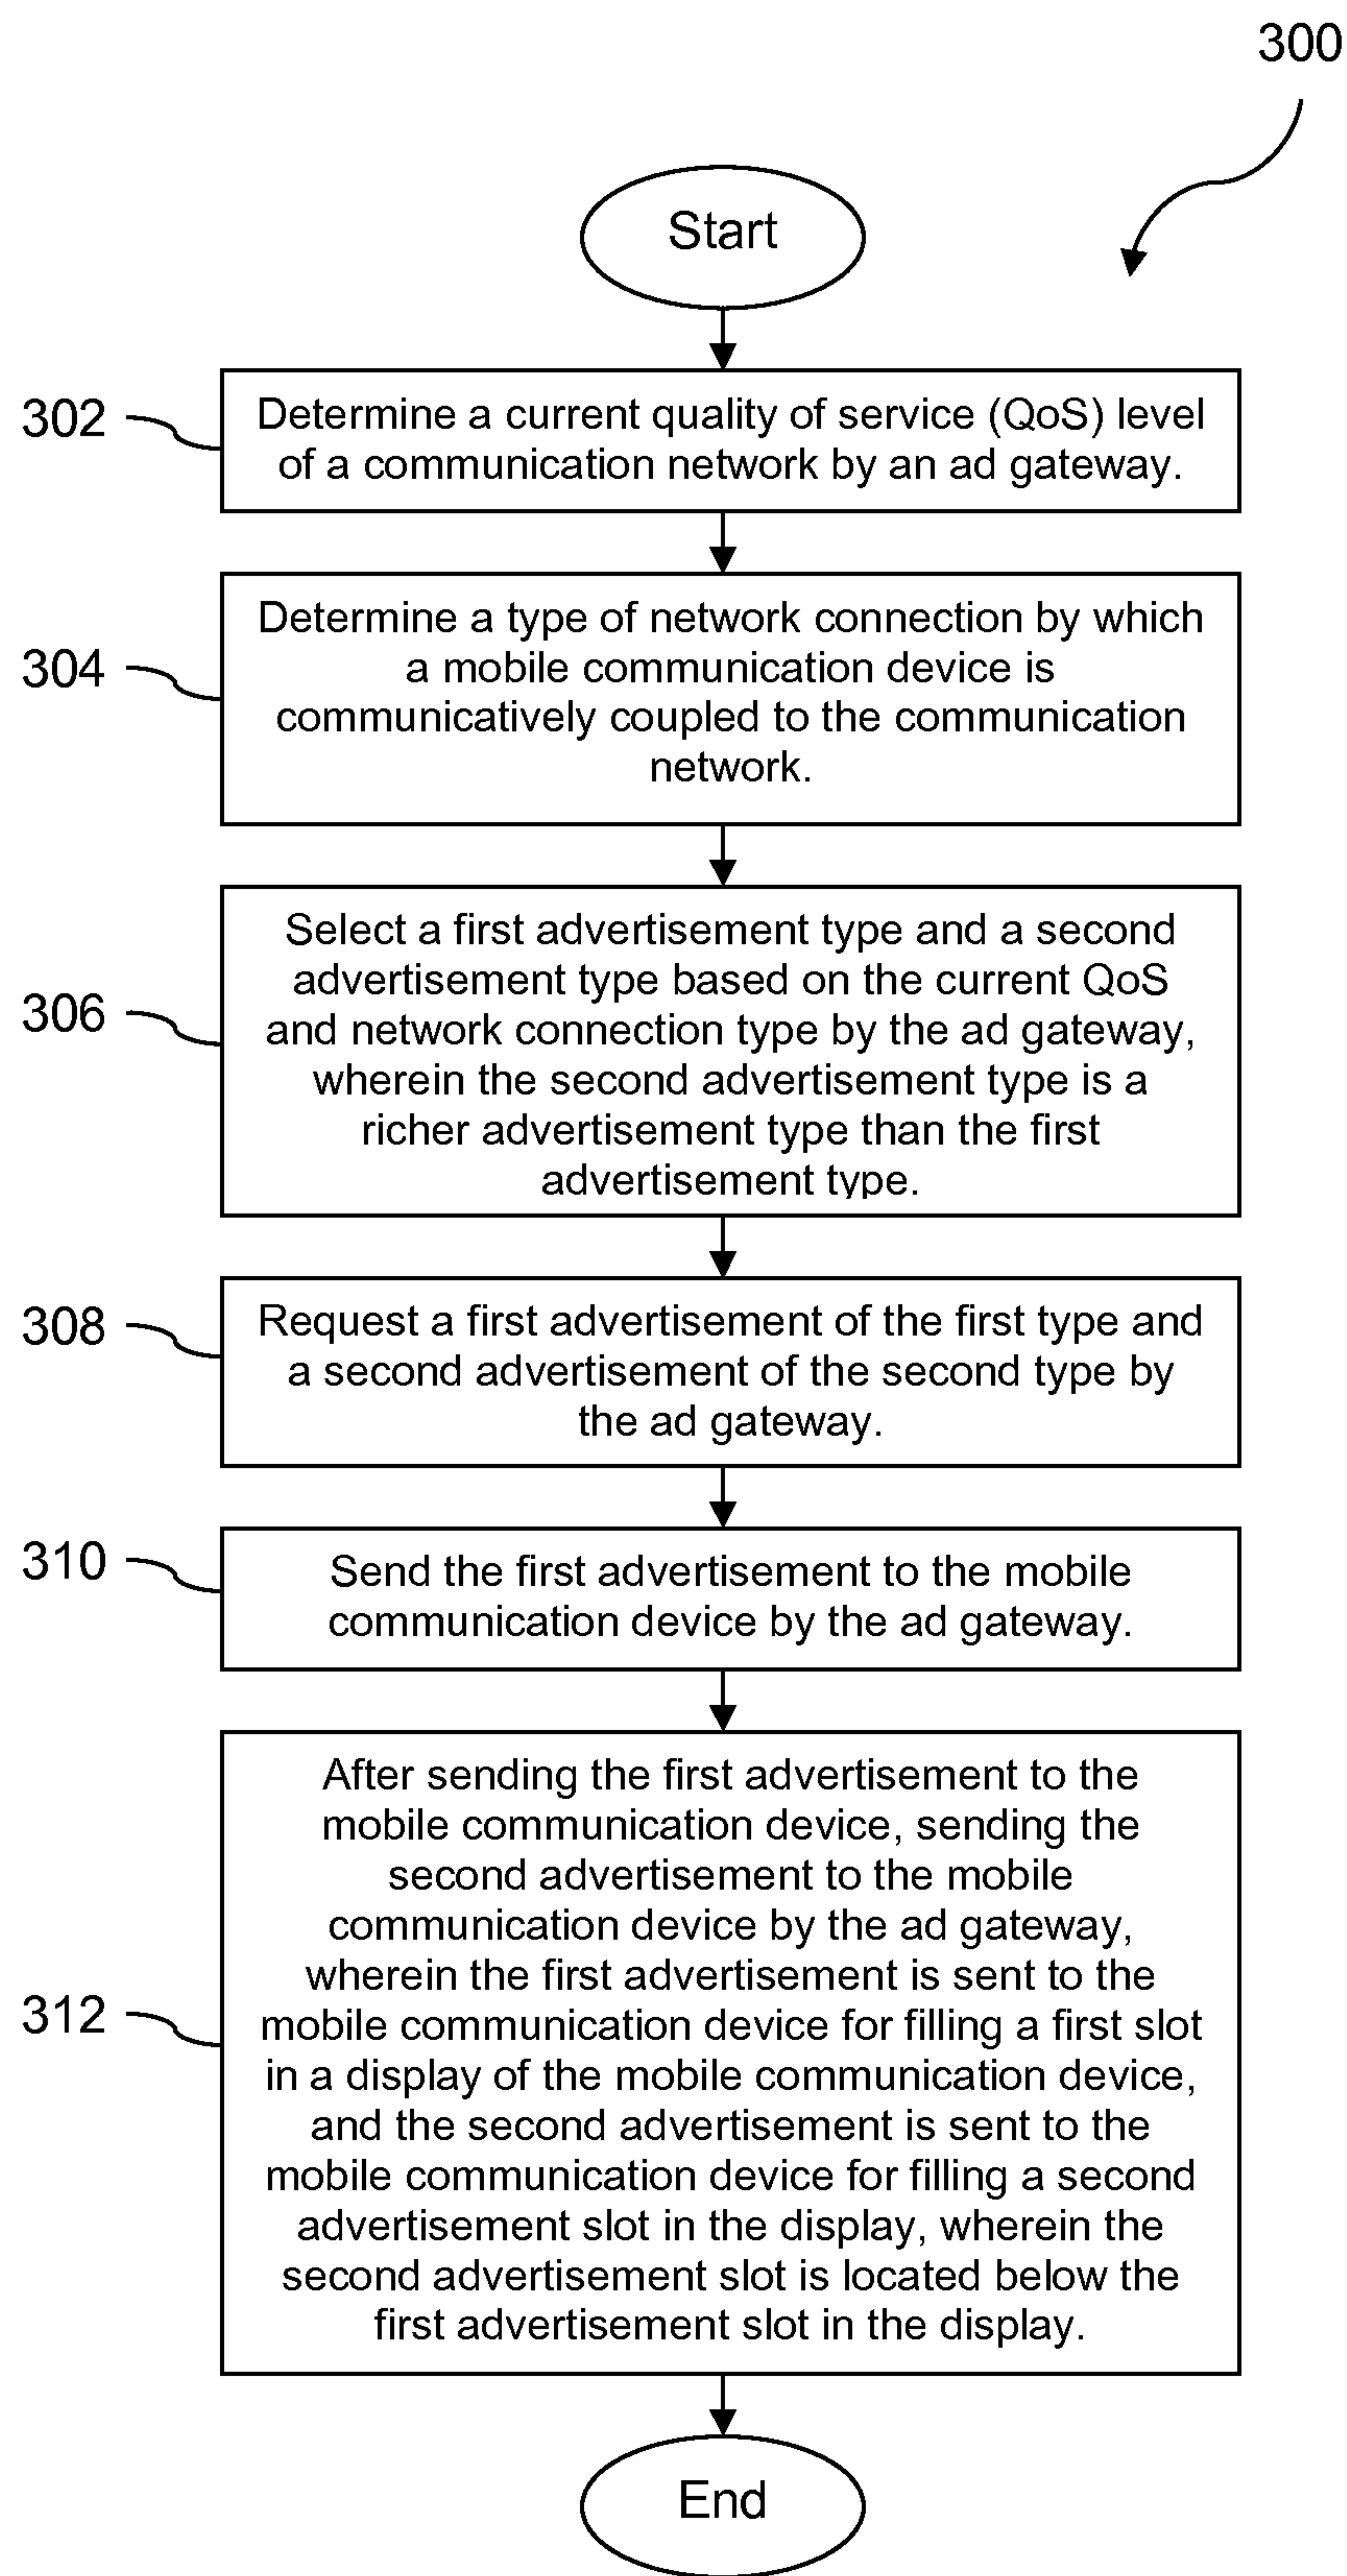 300
Start
302
Determine a current quality of service (QoS) level
of a communication network by an ad gateway.
304
Determine a type of network connection by which
a mobile communication device is
communicatively coupled to the communication
network.
306
Select a first advertisement type and a second
advertisement type based on the current QoS
and network connection type by the ad gateway,
wherein the second advertisement type is a
richer advertisement type than the first
advertisement type.
308
Request a first advertisement of the first type and
a second advertisement of the second type by
the ad gateway.
310
Send the first advertisement to the mobile
communication device by the ad gateway.
312
After sending the first advertisement to the
mobile communication device, sending the
second advertisement to the mobile
communication device by the ad gateway,
wherein the first advertisement is sent to the
mobile communication device for filling a first slot
in a display of the mobile communication device,
and the second advertisement is sent to the
mobile communication device for filling a second
advertisement slot in the display, wherein the
second advertisement slot is located below the
first advertisement slot in the display.
End